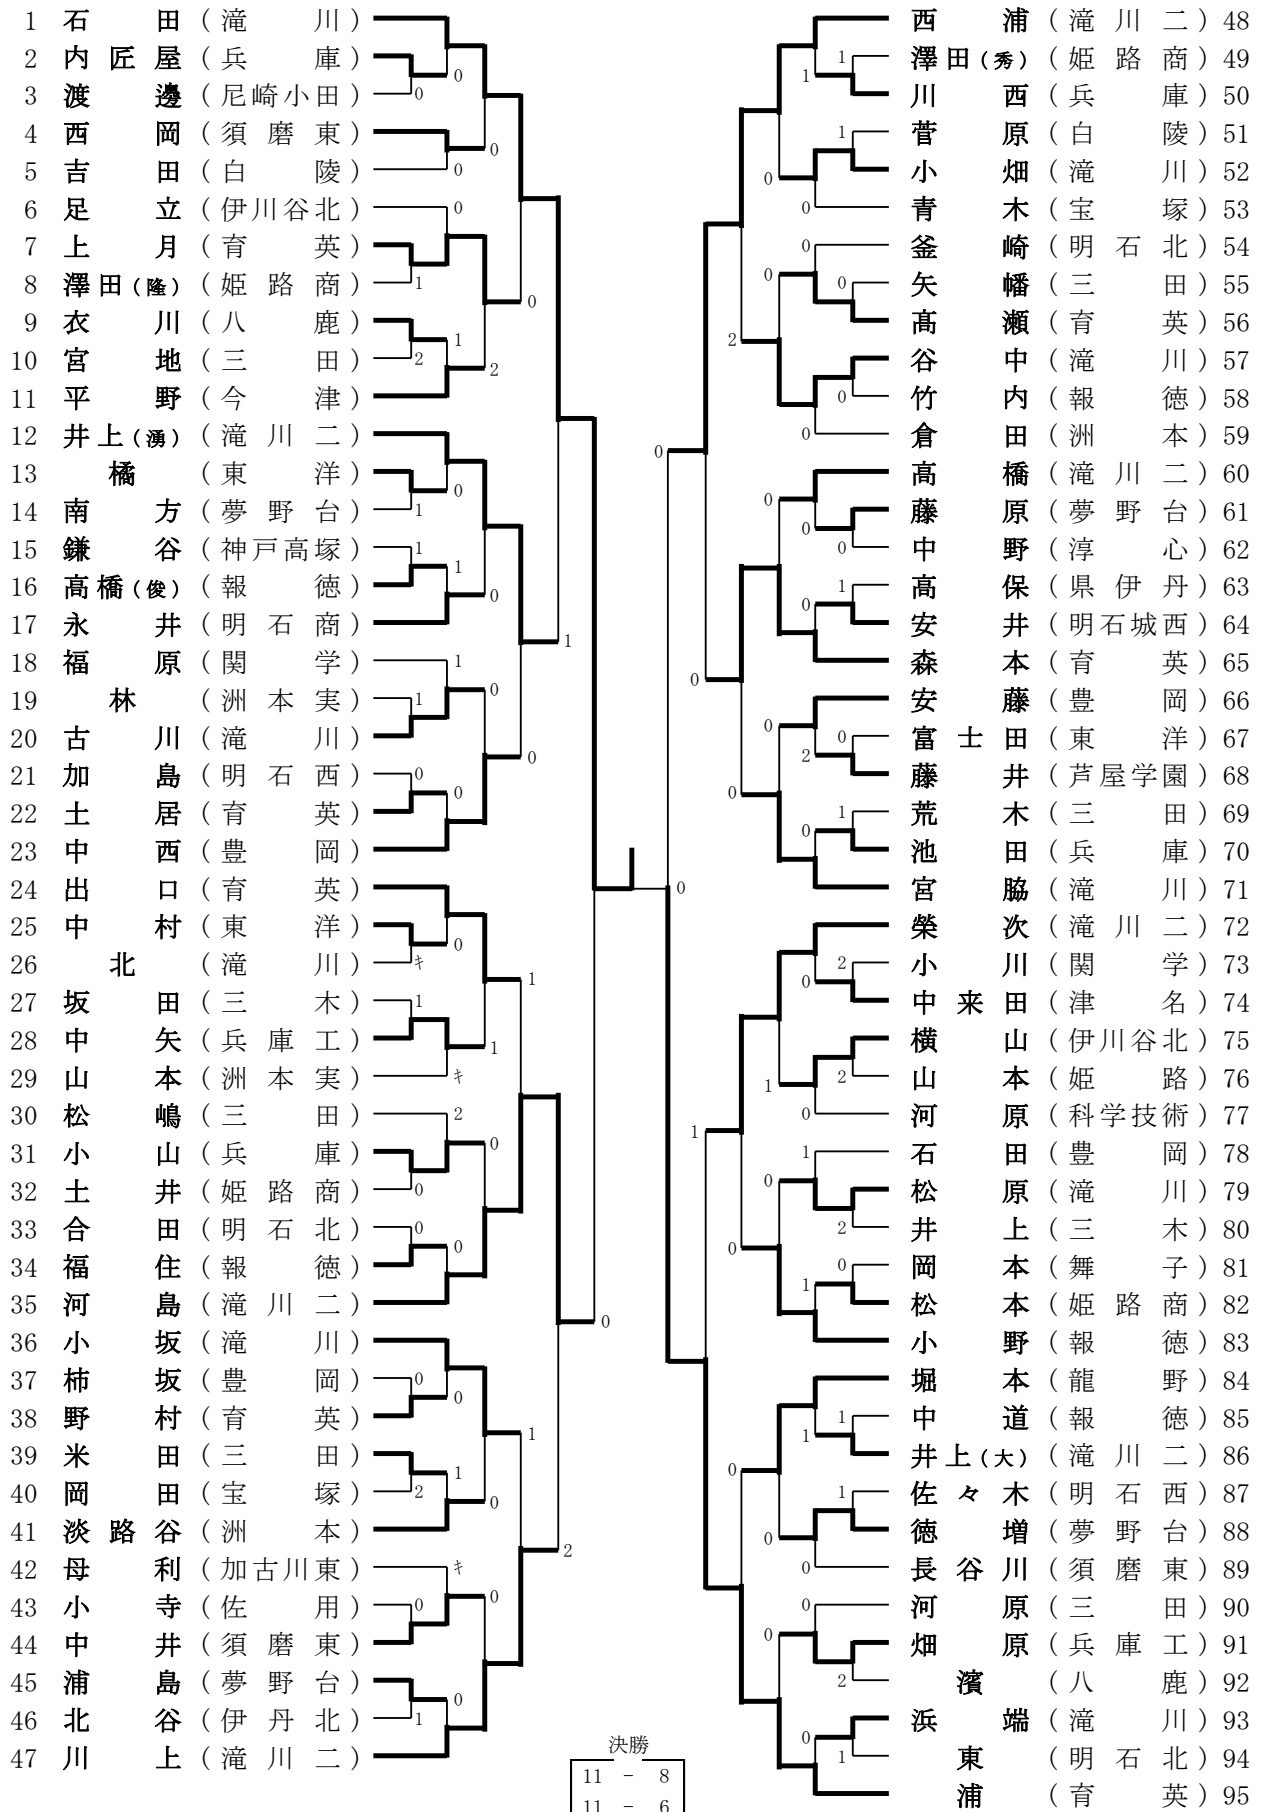 1 石田 (滝川)
2 内匠屋 (兵庫)
3 渡邊 (尼崎小田)
4 西岡 (須磨東)
5 吉田 (白陵)
6 足立 (伊川谷北)
7 上月 (育英)
8 澤田(隆) (姫路商)
9 衣川 (八鹿)
10 宮地 (三田)
11 平野 (今津)
12 井上(湧) (滝川二)
13 橘 (東洋)
14 南方 (夢野台)
15 鎌谷 (神戸高塚)
16 高橋(俊) (報徳)
17 永井 (明石商)
18 福原 (関学)
19 林 (洲本実)
20 古川 (滝川)
21 加島 (明石西)
22 土居 (育英)
23 中西 (豊岡)
24 出口 (育英)
25 中村 (東洋)
26 北 (滝川)
27 坂田 (三木)
28 中矢 (兵庫工)
29 山本 (洲本実)
30 松嶋 (三田)
31 小山 (兵庫)
32 土井 (姫路商)
33 合田 (明石北)
34 福住 (報徳)
35 河島 (滝川二)
36 小坂 (滝川)
37 柿坂 (豊岡)
38 野村 (育英)
39 米田 (三田)
40 岡田 (宝塚)
41 淡路谷 (洲本)
42 母利 (加古川東)
43 小寺 (佐用)
44 中井 (須磨東)
45 浦島 (夢野台)
46 北谷 (伊丹北)
47 川上 (滝川二)
西浦 (滝川二) 48
澤田(秀) (姫路商) 49
川西 (兵庫) 50
菅原 (白陵) 51
小畑 (滝川) 52
青木 (宝塚) 53
釜崎 (明石北) 54
矢幡 (三田) 55
髙瀬 (育英) 56
谷中 (滝川) 57
竹内 (報徳) 58
倉田 (洲本) 59
高橋 (滝川二) 60
藤原 (夢野台) 61
中野 (淳心) 62
高保 (県伊丹) 63
安井 (明石城西) 64
森本 (育英) 65
安藤 (豊岡) 66
富士田 (東洋) 67
藤井 (芦屋学園) 68
荒木 (三田) 69
池田 (兵庫) 70
宮脇 (滝川) 71
榮次 (滝川二) 72
小川 (関学) 73
中来田 (津名) 74
横山 (伊川谷北) 75
山本 (姫路) 76
河原 (科学技術) 77
石田 (豊岡) 78
松原 (滝川) 79
井上 (三木) 80
岡本 (舞子) 81
松本 (姫路商) 82
小野 (報徳) 83
堀本 (龍野) 84
中道 (報徳) 85
井上(大) (滝川二) 86
佐々木 (明石西) 87
徳増 (夢野台) 88
長谷川 (須磨東) 89
河原 (三田) 90
畑原 (兵庫工) 91
濱 (八鹿) 92
浜端 (滝川) 93
東 (明石北) 94
浦 (育英) 95
決勝
11 - 8
11 - 6